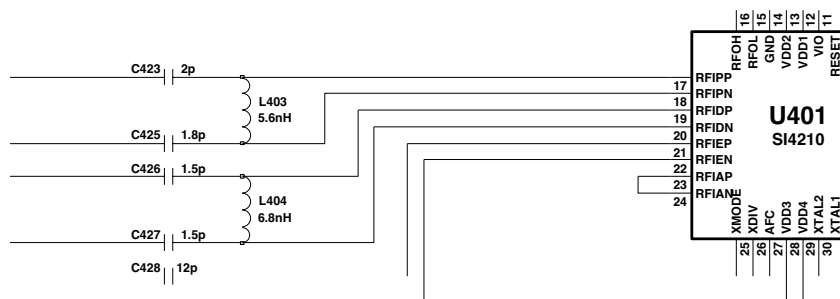 16 15 14 13 12 11
RFOH RFOL GND VDD2 VDD1 VIO RESET
C423 2p
RFIPP
17
RFIPN
L403
5.6nH
18
RFIDP
19
RFIDN
U401
SI4210
C425 1.8p
20
RFIEP
21
RFIEN
C426 1.5p
22
RFIAP
23
RFIAN
24
L404
6.8nH
XMODE XDIV AFC VDD3 VDD4 XTAL2 XTAL1
C427 1.5p
25 26 27 28 29 30
C428 12p